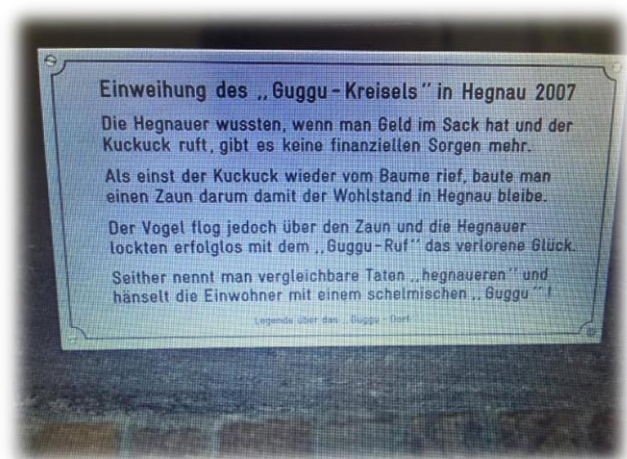 Einweihung des „Guggu-Kreisels" in Hegnau 2007
Die Hegnauer wussten, wenn man Geld im Sack hat und der
Kuckuck ruft, gibt es keine finanziellen Sorgen mehr.
Als einst der Kuckuck wieder vom Baume rief, baute man
einen Zaun darum damit der Wohlstand in Hegnau bleibe.
Der Vogel flog jedoch über den Zaun und die Hegnauer
lockten erfolglos mit dem „Guggu-Ruf" das verlorene Glück.
Seither nennt man vergleichbare Taten „hegnaueren" und
hänselt die Einwohner mit einem schelmischen „Guggu" !
Legende über das „Guggu-Dorf"